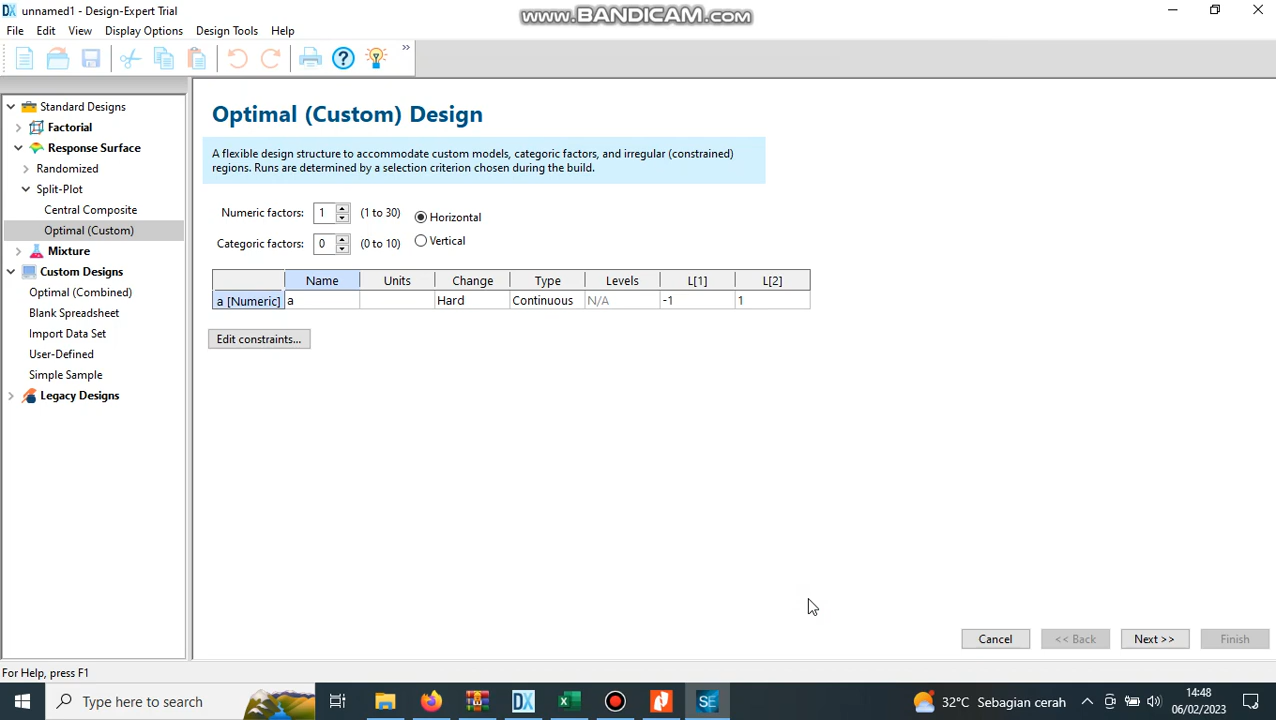 DX unnamed1 - Design-Expert Trial
www.BANDICAM.com
File Edit View Display Options Design Tools Help
»
Standard Designs
Factorial
Response Surface
Randomized
Split-Plot
Central Composite
Optimal (Custom)
Mixture
Custom Designs
Optimal (Combined)
Blank Spreadsheet
Import Data Set
User-Defined
Simple Sample
Legacy Designs
Optimal (Custom) Design
A flexible design structure to accommodate custom models, categoric factors, and irregular (constrained)
regions. Runs are determined by a selection criterion chosen during the build.
Numeric factors: 1 (1 to 30) Horizontal
Categoric factors: 0 (0 to 10) Vertical
Name Units Change Type Levels L[1] L[2]
a [Numeric] a Hard Continuous N/A -1 1
Edit constraints...
Cancel << Back Next >> Finish
For Help, press F1
Type here to search DX SE 32°C Sebagian cerah 14:48
06/02/2023